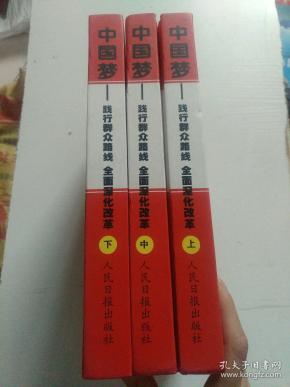 中国梦——践行群众路线 全面深化改革
下
人民日报出版社
中国梦——践行群众路线 全面深化改革
中
人民日报出版社
中国梦——践行群众路线 全面深化改革
上
人民日报出版社
孔夫子旧书网